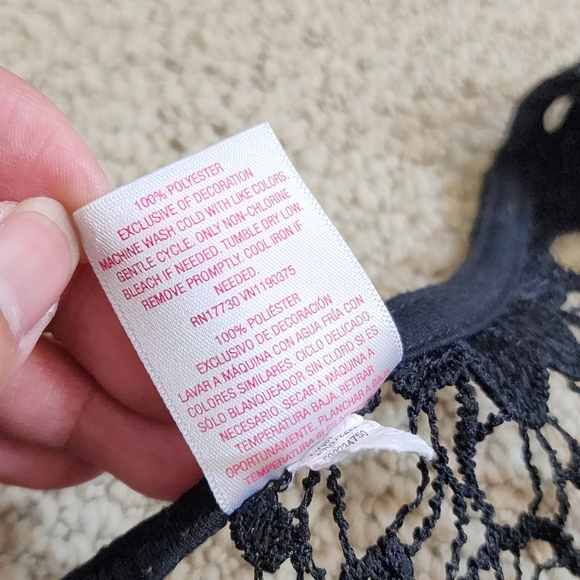 100% POLYESTER
EXCLUSIVE OF DECORATION
MACHINE WASH COLD WITH LIKE COLORS,
GENTLE CYCLE. ONLY NON-CHLORINE
BLEACH IF NEEDED. TUMBLE DRY LOW.
REMOVE PROMPTLY. COOL IRON IF
NEEDED.
RN17730 VN1190375
100% POLIÉSTER
EXCLUSIVO DE DECORACIÓN
LAVAR A MÁQUINA CON AGUA FRÍA CON
COLORES SIMILARES. CICLO DELICADO.
SÓLO BLANQUEADOR SIN CLORO SI ES
NECESARIO. SECAR A MÁQUINA A
TEMPERATURA BAJA. RETIRAR
OPORTUNAMENTE. PLANCHAR A BAJA
TEMPERATURA